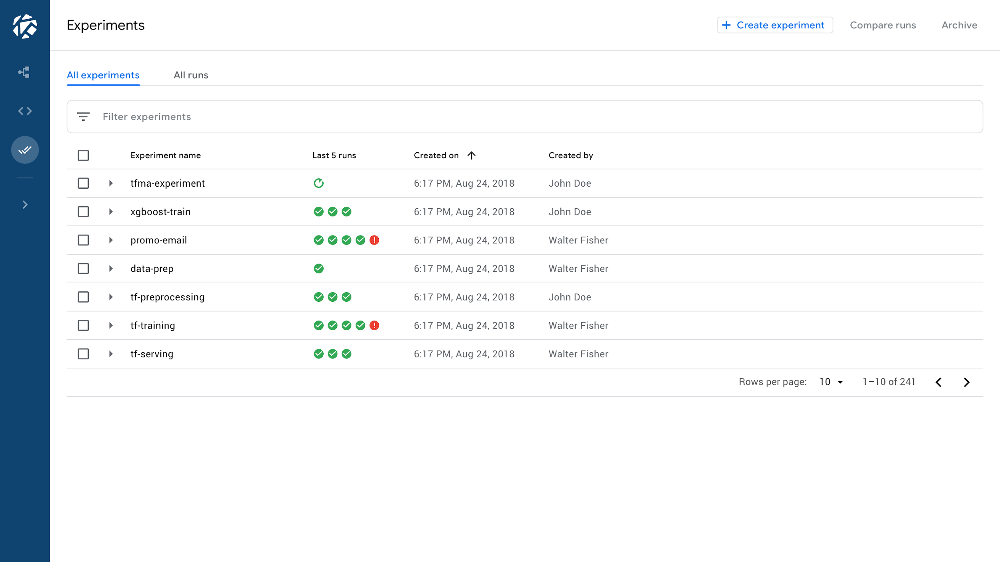 Experiments
Create experiment Compare runs Archive
All experiments All runs
Filter experiments
Experiment name Last 5 runs Created on Created by
tfma-experiment 6:17 PM, Aug 24, 2018 John Doe
xgboost-train 6:17 PM, Aug 24, 2018 John Doe
promo-email 6:17 PM, Aug 24, 2018 Walter Fisher
data-prep 6:17 PM, Aug 24, 2018 Walter Fisher
tf-preprocessing 6:17 PM, Aug 24, 2018 John Doe
tf-training 6:17 PM, Aug 24, 2018 Walter Fisher
tf-serving 6:17 PM, Aug 24, 2018 Walter Fisher
Rows per page: 10 1–10 of 241